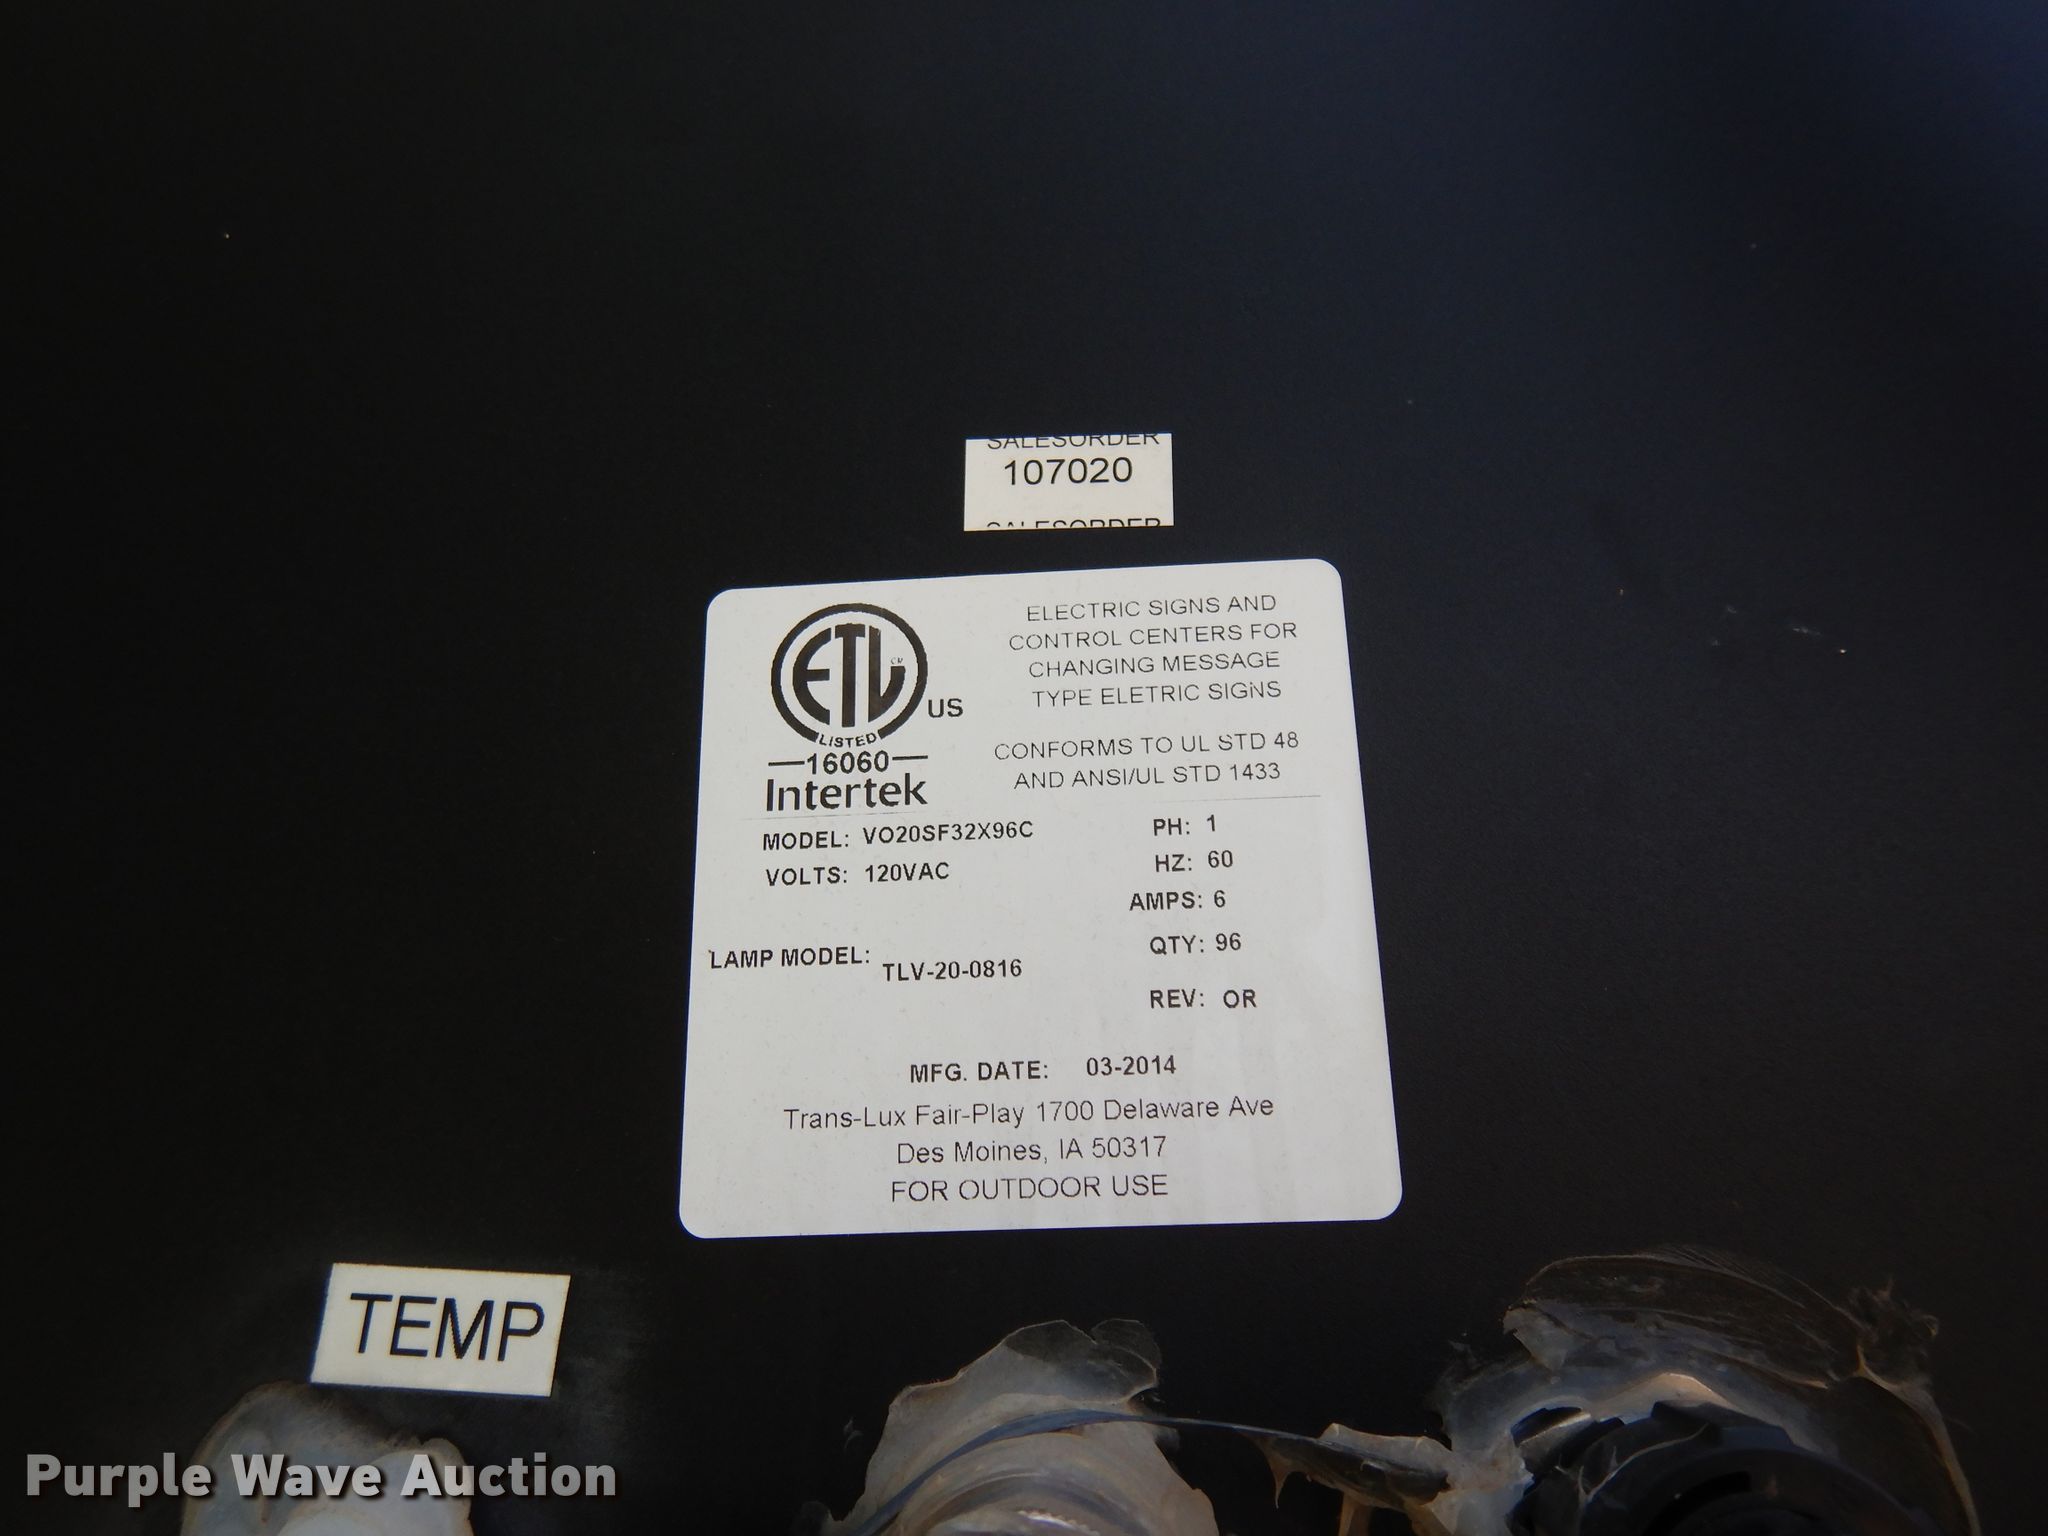 SALESORDER
107020
SALESORDER
ETL
CM
US
LISTED
16060
Intertek
ELECTRIC SIGNS AND
CONTROL CENTERS FOR
CHANGING MESSAGE
TYPE ELETRIC SIGNS
CONFORMS TO UL STD 48
AND ANSI/UL STD 1433
MODEL: VO20SF32X96C
PH: 1
VOLTS: 120VAC
HZ: 60
AMPS: 6
LAMP MODEL: TLV-20-0816
QTY: 96
REV: OR
MFG. DATE: 03-2014
Trans-Lux Fair-Play 1700 Delaware Ave
Des Moines, IA 50317
FOR OUTDOOR USE
TEMP
Purple Wave Auction